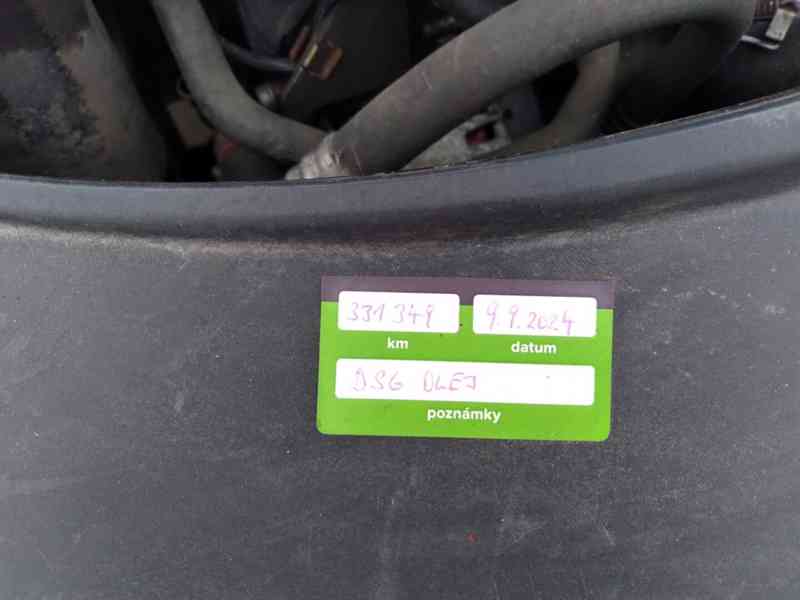 331 349 9.9.2024
km datum
DSG OLEJ
poznámky